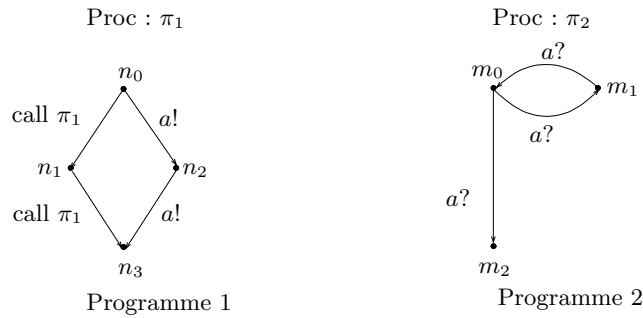 Proc : π₁
n₀
call π₁
a!
n₁
n₂
call π₁
a!
n₃
Programme 1
Proc : π₂
a?
m₀
m₁
a?
a?
m₂
Programme 2